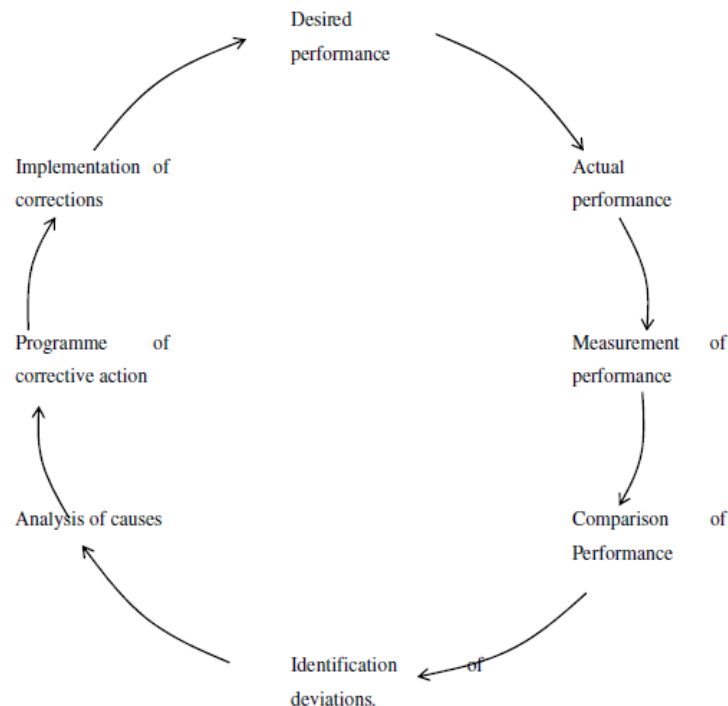 Desired
performance
Implementation of
corrections
Actual
performance
Programme of
corrective action
Measurement of
performance
Analysis of causes
Comparison of
Performance
Identification of
deviations.